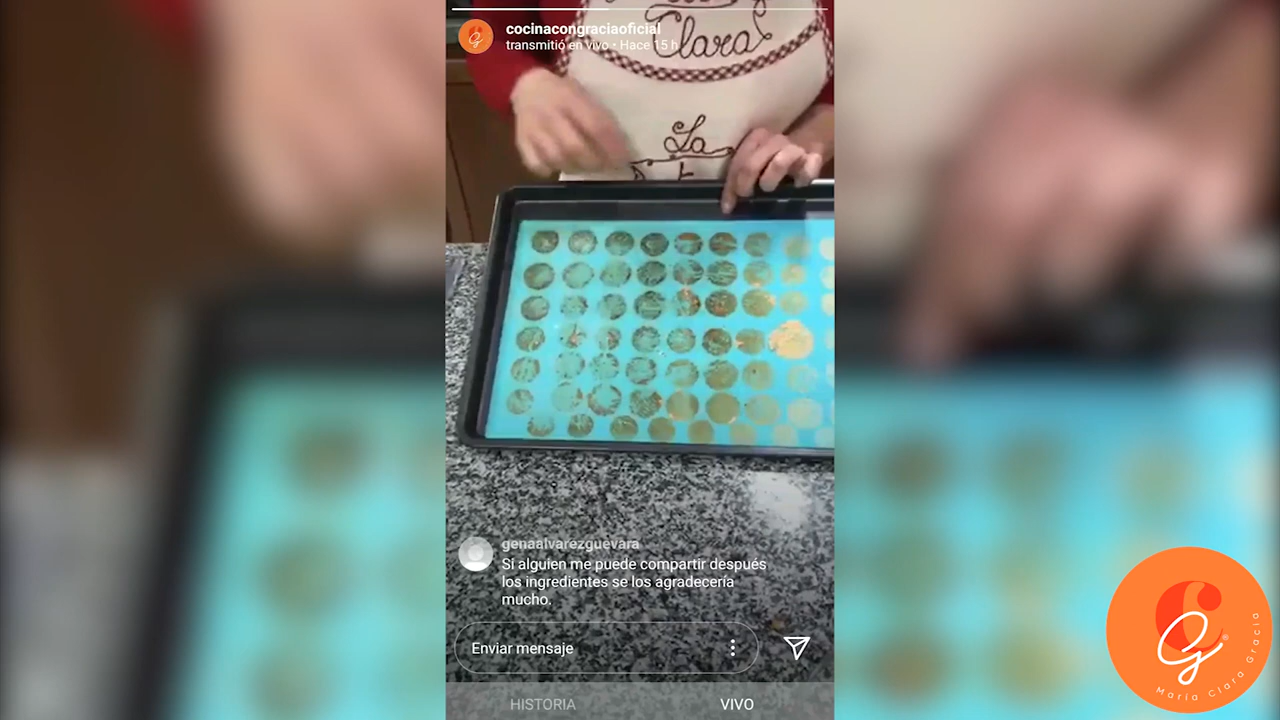 cocinacongraciaoficial
transmitió en vivo • Hace 15 h
Clara
La
genaalvarezguevara
Si alguien me puede compartir después
los ingredientes se los agradecería
mucho.
Enviar mensaje
HISTORIA
VIVO
G
®
María Clara Gracia